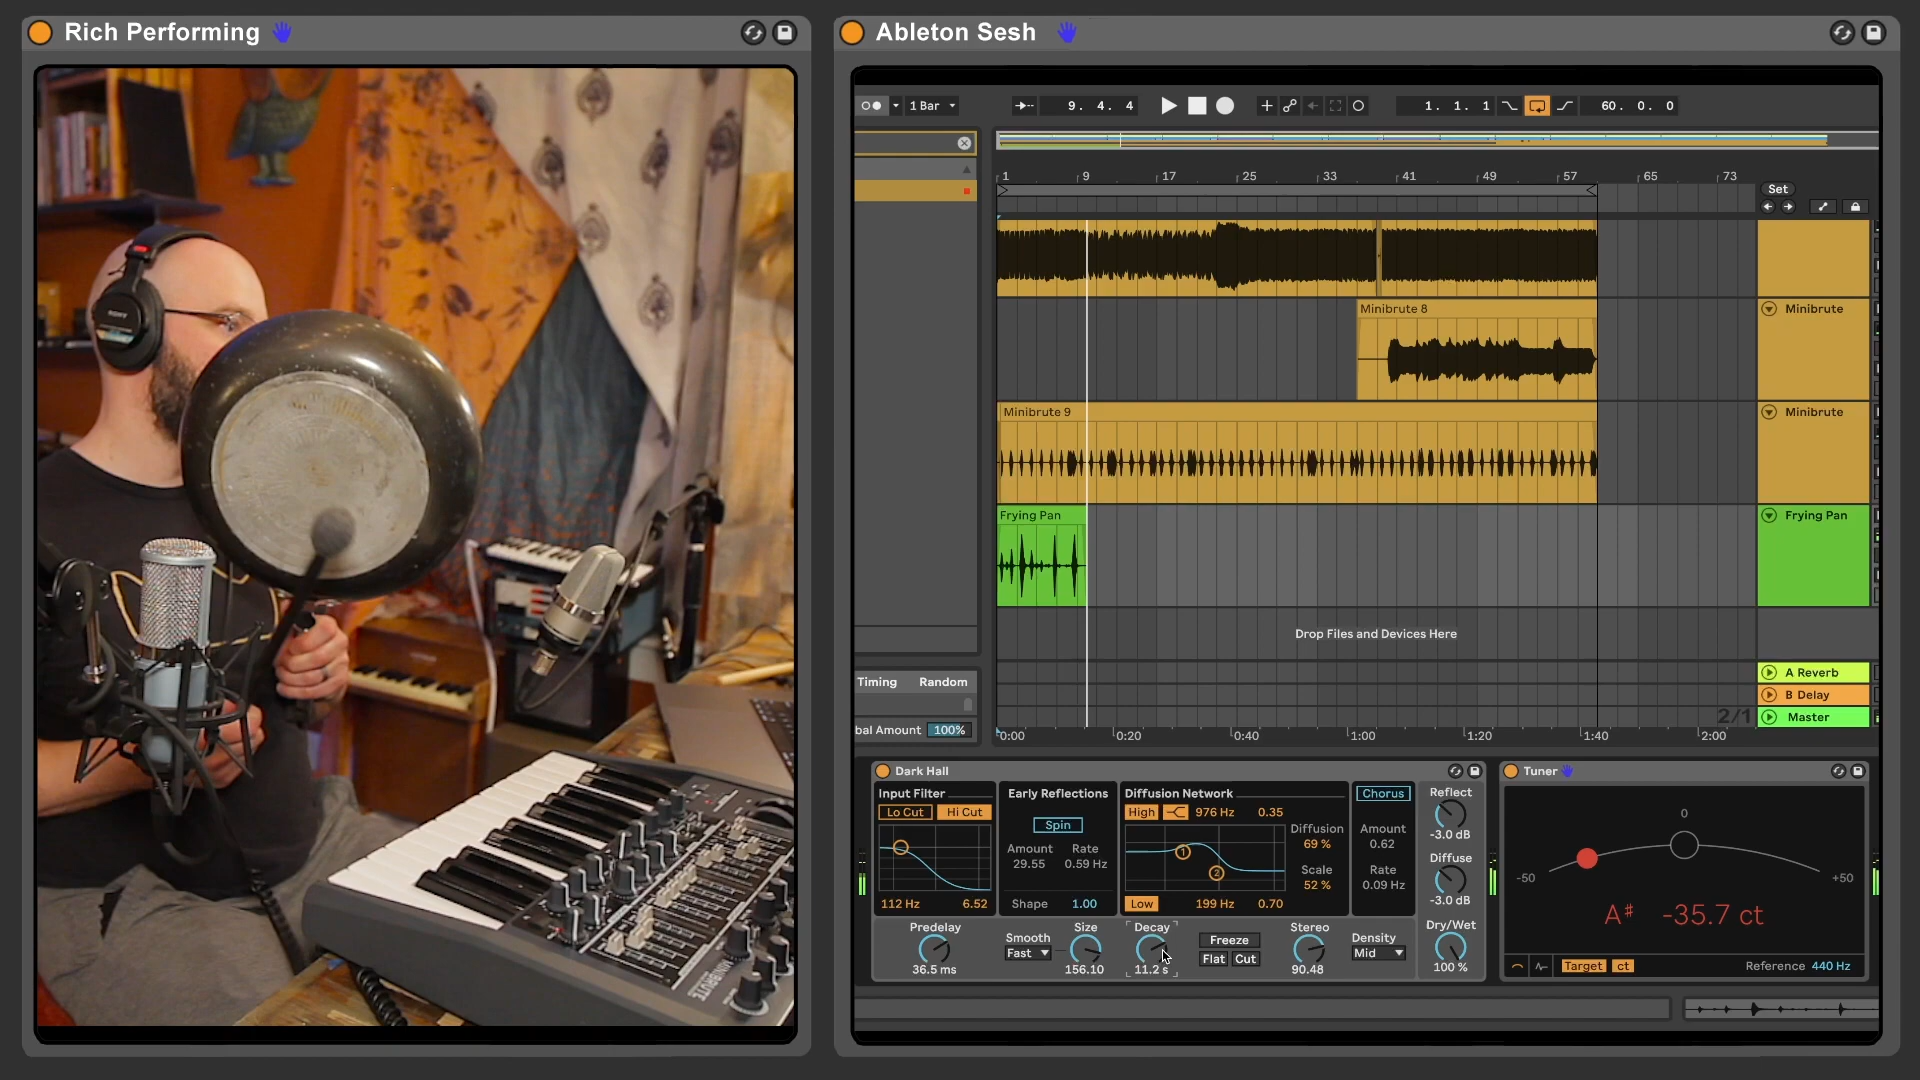 Rich Performing
SONY
MINIBRUTE
Ableton Sesh
1 Bar
9. 4. 4
1. 1. 1
60. 0. 0
1 9 17 25 33 41 49 57 65 73
Set
Minibrute 8
Minibrute
Minibrute 9
Minibrute
Frying Pan
Frying Pan
Drop Files and Devices Here
A Reverb
B Delay
2/1
Master
Timing Random
bal Amount 100%
0:00 0:20 0:40 1:00 1:20 1:40 2:00
Dark Hall
Input Filter
Lo Cut Hi Cut
112 Hz 6.52
Early Reflections
Spin
Amount Rate
29.55 0.59 Hz
Shape 1.00
Diffusion Network
High 976 Hz 0.35
Diffusion
69 %
Scale
52 %
1
2
Low 199 Hz 0.70
Chorus
Amount
0.62
Rate
0.09 Hz
Reflect
-3.0 dB
Diffuse
-3.0 dB
Dry/Wet
100 %
Predelay
36.5 ms
Smooth
Fast
Size
156.10
Decay
11.2 s
Freeze
Flat Cut
Stereo
90.48
Density
Mid
Tuner
0
-50 +50
A♯ -35.7 ct
Target ct
Reference 440 Hz